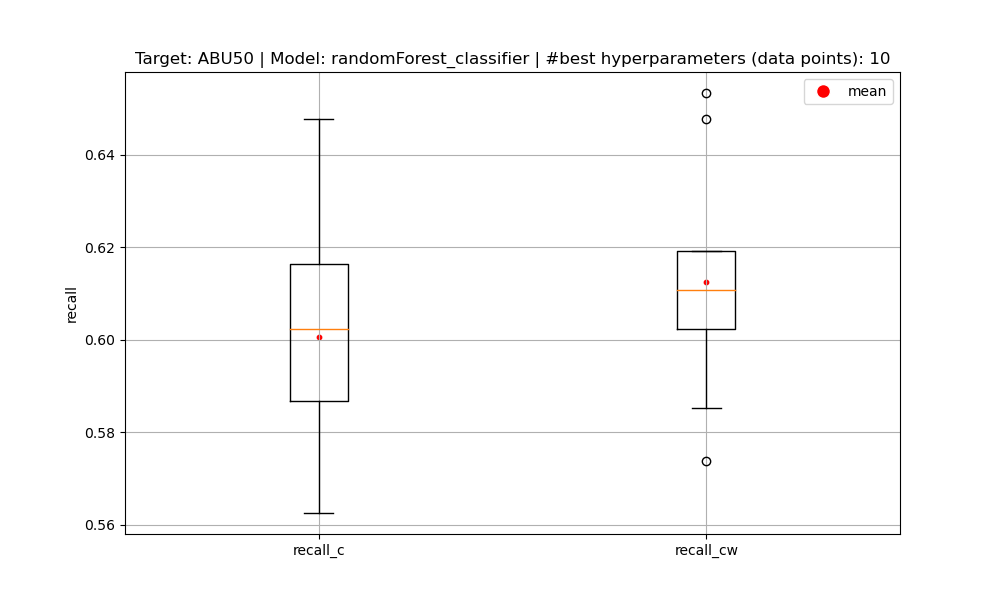 Target: ABU50 | Model: randomForest_classifier | #best hyperparameters (data points): 10
mean
0.64
0.62
0.60
0.58
0.56
recall
recall_c
recall_cw